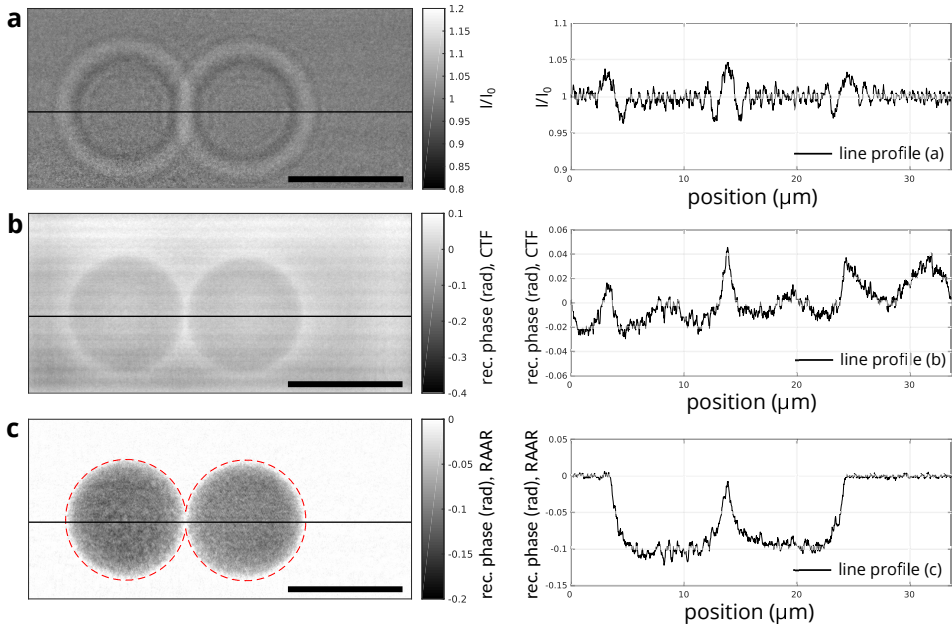 a
1.2
1.15
1.1
1.05
1
0.95
0.9
0.85
0.8
I/I0
1.1
1.05
1
0.95
0.9
I/I0
line profile (a)
0 10 20 30
position (µm)
b
0.1
0
-0.1
-0.2
-0.3
-0.4
rec. phase (rad), CTF
0.06
0.04
0.02
0
-0.02
-0.04
-0.06
rec. phase (rad), CTF
line profile (b)
0 10 20 30
position (µm)
c
0
-0.05
-0.1
-0.15
-0.2
rec. phase (rad), RAAR
0.05
0
-0.05
-0.1
-0.15
rec. phase (rad), RAAR
line profile (c)
0 10 20 30
position (µm)